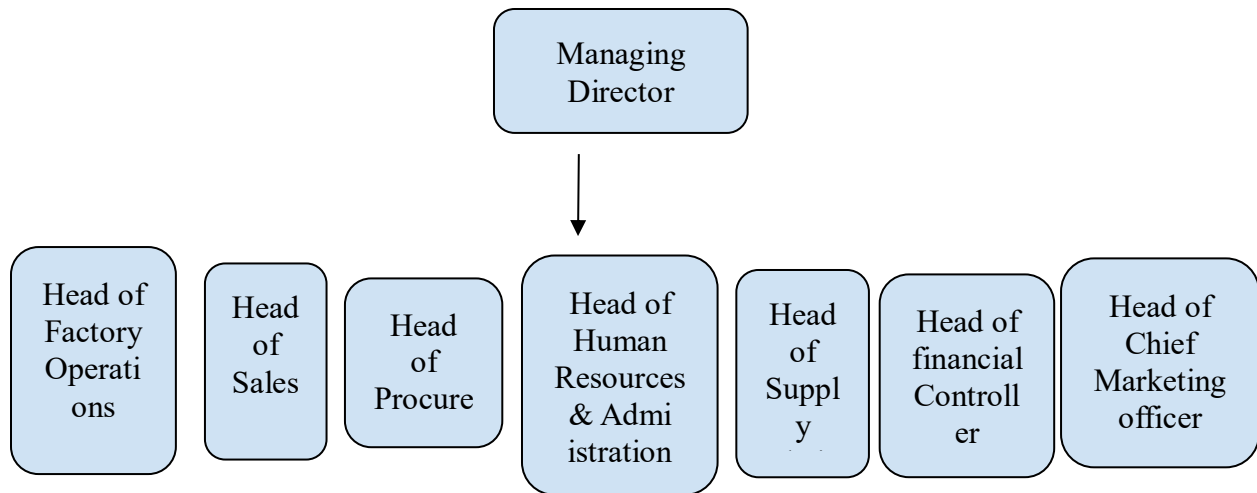 Managing
Director
Head of
Factory
Operati
ons
Head
of
Sales
Head
of
Procure
Head of
Human
Resources
& Admi
istration
Head
of
Suppl
y
Head of
financial
Controll
er
Head of
Chief
Marketing
officer